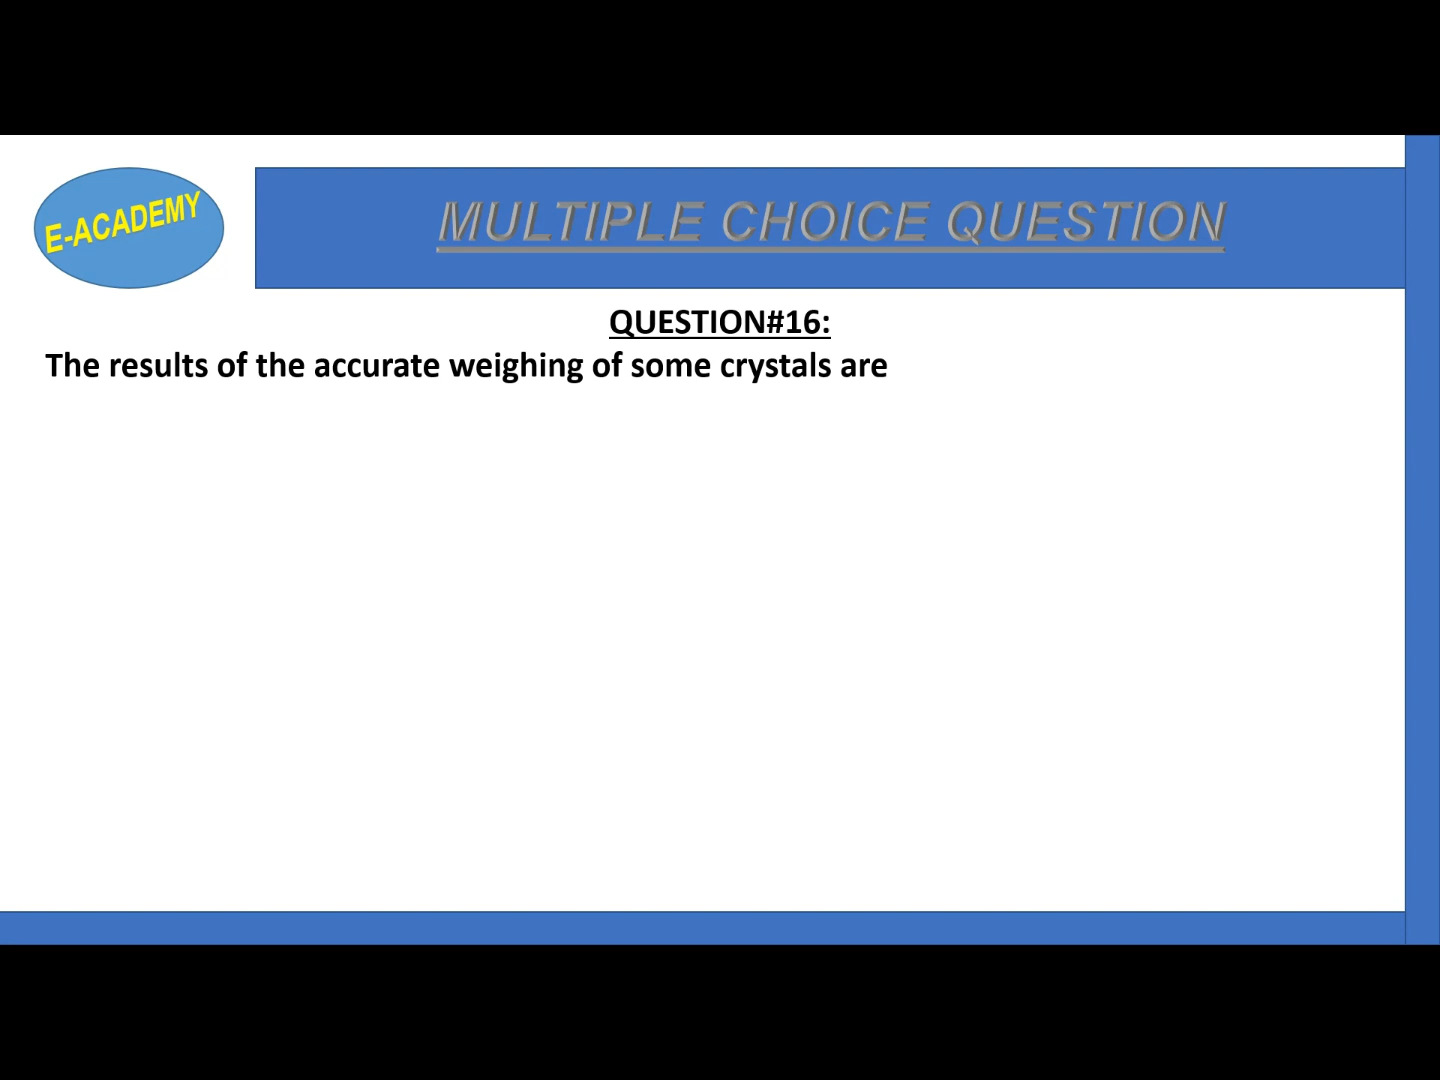 E-ACADEMY
MULTIPLE CHOICE QUESTION
QUESTION#16:
The results of the accurate weighing of some crystals are